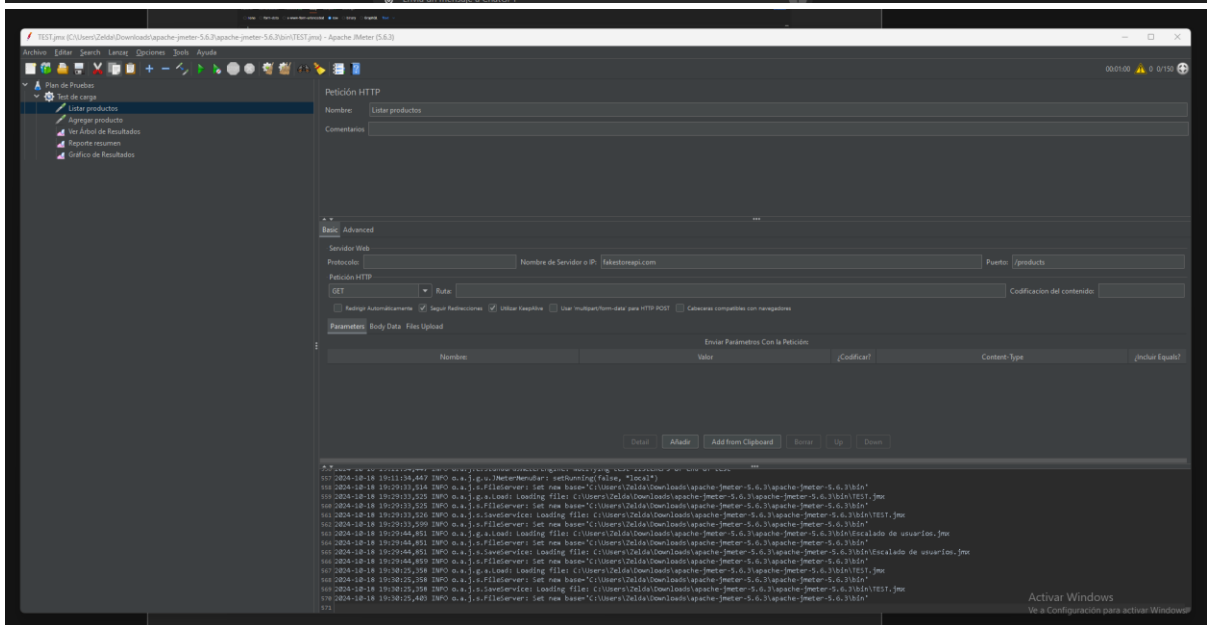 Envía un mensaje a ChatGPT
TEST.jmx (C:\Users\Zelda\Downloads\apache-jmeter-5.6.3\apache-jmeter-5.6.3\bin\TEST.jmx) - Apache JMeter (5.6.3)
Archivo Editar Search Lanzar Opciones Tools Ayuda
00:01:00 0 0/150
Plan de Pruebas
Test de carga
Listar productos
Agregar producto
Ver Árbol de Resultados
Reporte resumen
Gráfico de Resultados
Petición HTTP
Nombre: Listar productos
Comentarios
Basic Advanced
Servidor Web
Protocolo: Nombre de Servidor o IP: fakestoreapi.com Puerto: /products
Petición HTTP
GET Ruta: Codificacion del contenido:
Redirigir Automáticamente Seguir Redirecciones Utilizar KeepAlive Usar 'multipart/form-data' para HTTP POST Cabeceras compatibles con navegadores
Parameters Body Data Files Upload
Enviar Parámetros Con la Petición:
Nombre: Valor ¿Codificar? Content-Type ¿Incluir Equals?
Detail Añadir Add from Clipboard Borrar Up Down
557 2024-10-18 19:11:34,447 INFO o.a.j.g.u.JMeterMenuBar: setRunning(false, *local*)
558 2024-10-18 19:29:33,514 INFO o.a.j.s.FileServer: Set new base='C:\Users\Zelda\Downloads\apache-jmeter-5.6.3\apache-jmeter-5.6.3\bin'
559 2024-10-18 19:29:33,525 INFO o.a.j.g.a.Load: Loading file: C:\Users\Zelda\Downloads\apache-jmeter-5.6.3\apache-jmeter-5.6.3\bin\TEST.jmx
560 2024-10-18 19:29:33,525 INFO o.a.j.s.FileServer: Set new base='C:\Users\Zelda\Downloads\apache-jmeter-5.6.3\apache-jmeter-5.6.3\bin'
561 2024-10-18 19:29:33,526 INFO o.a.j.s.SaveService: Loading file: C:\Users\Zelda\Downloads\apache-jmeter-5.6.3\apache-jmeter-5.6.3\bin\TEST.jmx
562 2024-10-18 19:29:33,599 INFO o.a.j.s.FileServer: Set new base='C:\Users\Zelda\Downloads\apache-jmeter-5.6.3\apache-jmeter-5.6.3\bin'
563 2024-10-18 19:29:44,851 INFO o.a.j.g.a.Load: Loading file: C:\Users\Zelda\Downloads\apache-jmeter-5.6.3\apache-jmeter-5.6.3\bin\Escalado de usuarios.jmx
564 2024-10-18 19:29:44,851 INFO o.a.j.s.FileServer: Set new base='C:\Users\Zelda\Downloads\apache-jmeter-5.6.3\apache-jmeter-5.6.3\bin'
565 2024-10-18 19:29:44,851 INFO o.a.j.s.SaveService: Loading file: C:\Users\Zelda\Downloads\apache-jmeter-5.6.3\apache-jmeter-5.6.3\bin\Escalado de usuarios.jmx
566 2024-10-18 19:29:44,859 INFO o.a.j.s.FileServer: Set new base='C:\Users\Zelda\Downloads\apache-jmeter-5.6.3\apache-jmeter-5.6.3\bin'
567 2024-10-18 19:30:25,358 INFO o.a.j.g.a.Load: Loading file: C:\Users\Zelda\Downloads\apache-jmeter-5.6.3\apache-jmeter-5.6.3\bin\TEST.jmx
568 2024-10-18 19:30:25,358 INFO o.a.j.s.FileServer: Set new base='C:\Users\Zelda\Downloads\apache-jmeter-5.6.3\apache-jmeter-5.6.3\bin'
569 2024-10-18 19:30:25,358 INFO o.a.j.s.SaveService: Loading file: C:\Users\Zelda\Downloads\apache-jmeter-5.6.3\apache-jmeter-5.6.3\bin\TEST.jmx
570 2024-10-18 19:30:25,403 INFO o.a.j.s.FileServer: Set new base='C:\Users\Zelda\Downloads\apache-jmeter-5.6.3\apache-jmeter-5.6.3\bin'
571
Activar Windows
Ve a Configuración para activar Windows.